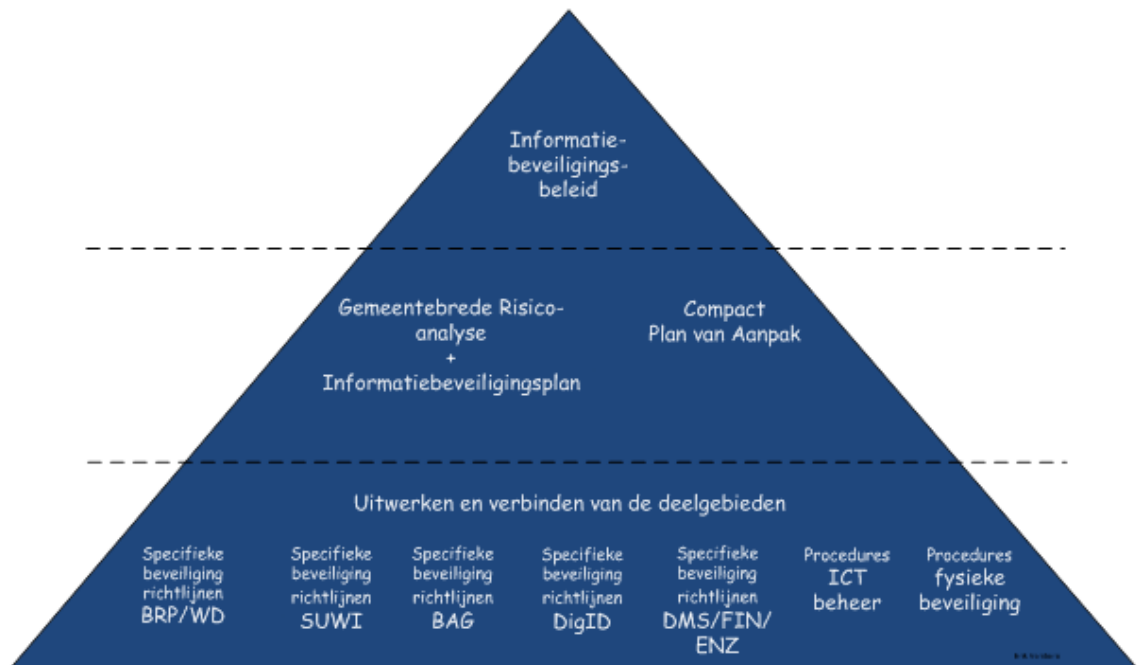 Informatie-
beveiligings-
beleid
Gemeentebrede Risico-
analyse
+
Informatiebeveiligingsplan
Compact
Plan van Aanpak
Uitwerken en verbinden van de deelgebieden
Specifieke
beveiliging
richtlijnen
BRP/WD
Specifieke
beveiliging
richtlijnen
SUWI
Specifieke
beveiliging
richtlijnen
BAG
Specifieke
beveiliging
richtlijnen
DigID
Specifieke
beveiliging
richtlijnen
DMS/FIN/
ENZ
Procedures
ICT
beheer
Procedures
fysieke
beveiliging